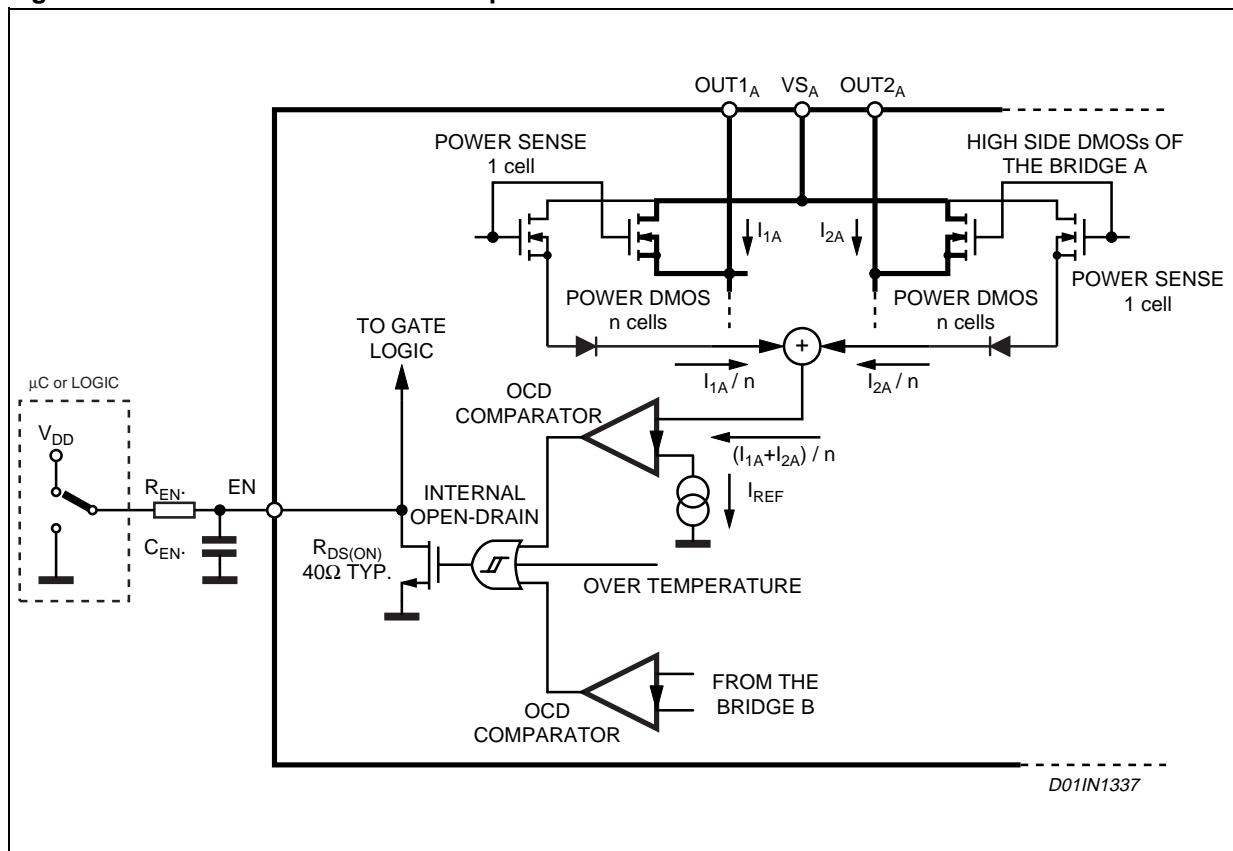 OUT1A VSA OUT2A
POWER SENSE
1 cell
HIGH SIDE DMOSs OF
THE BRIDGE A
I1A
I2A
POWER SENSE
1 cell
POWER DMOS
n cells
POWER DMOS
n cells
TO GATE
LOGIC
+
I1A / n
I2A / n
μC or LOGIC
OCD
COMPARATOR
VDD
(I1A+I2A) / n
REN.
EN
INTERNAL
OPEN-DRAIN
IREF
CEN.
RDS(ON)
40Ω TYP.
OVER TEMPERATURE
FROM THE
BRIDGE B
OCD
COMPARATOR
D01IN1337